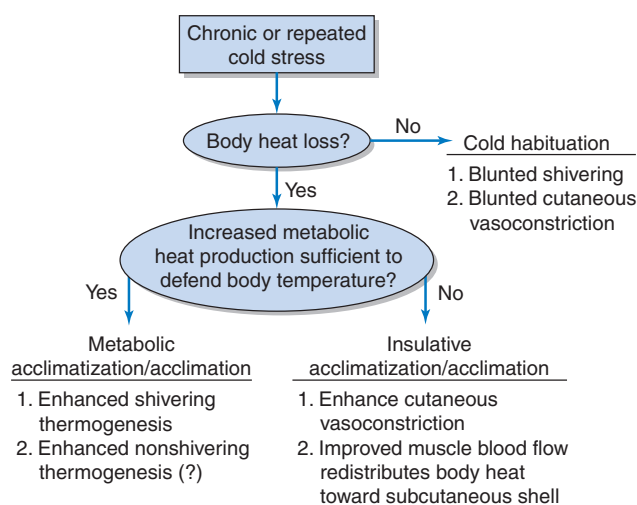 Chronic or repeated
cold stress
Body heat loss?
No
Cold habituation
1. Blunted shivering
2. Blunted cutaneous
vasoconstriction
Yes
Increased metabolic
heat production sufficient to
defend body temperature?
Yes
No
Metabolic
acclimatization/acclimation
1. Enhanced shivering
thermogenesis
2. Enhanced nonshivering
thermogenesis (?)
Insulative
acclimatization/acclimation
1. Enhance cutaneous
vasoconstriction
2. Improved muscle blood flow
redistributes body heat
toward subcutaneous shell